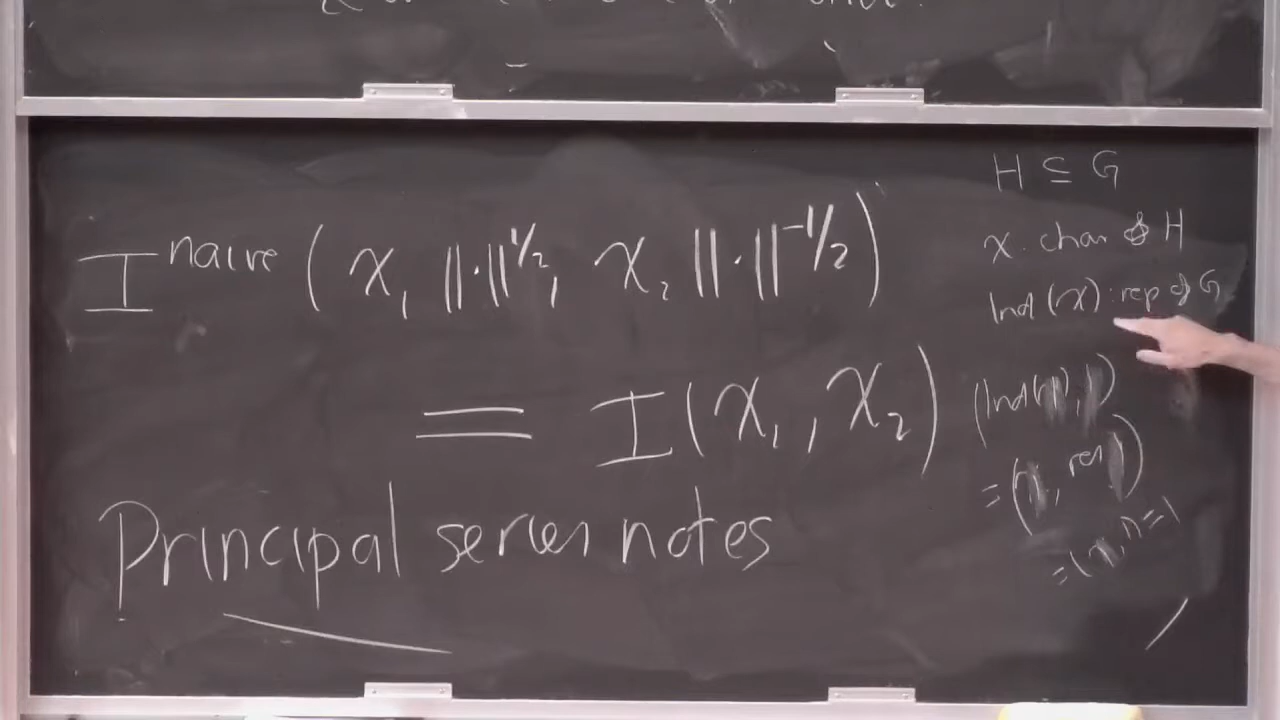 I^naive (χ₁ ||·||^1/2, χ₂ ||·||^-1/2)
= I(χ₁, χ₂)
Principal series notes
H ⊆ G
χ. char of H
Ind(χ): rep of G
(Ind(1), 1)
= (1, res 1)
= (1, 1) = 1